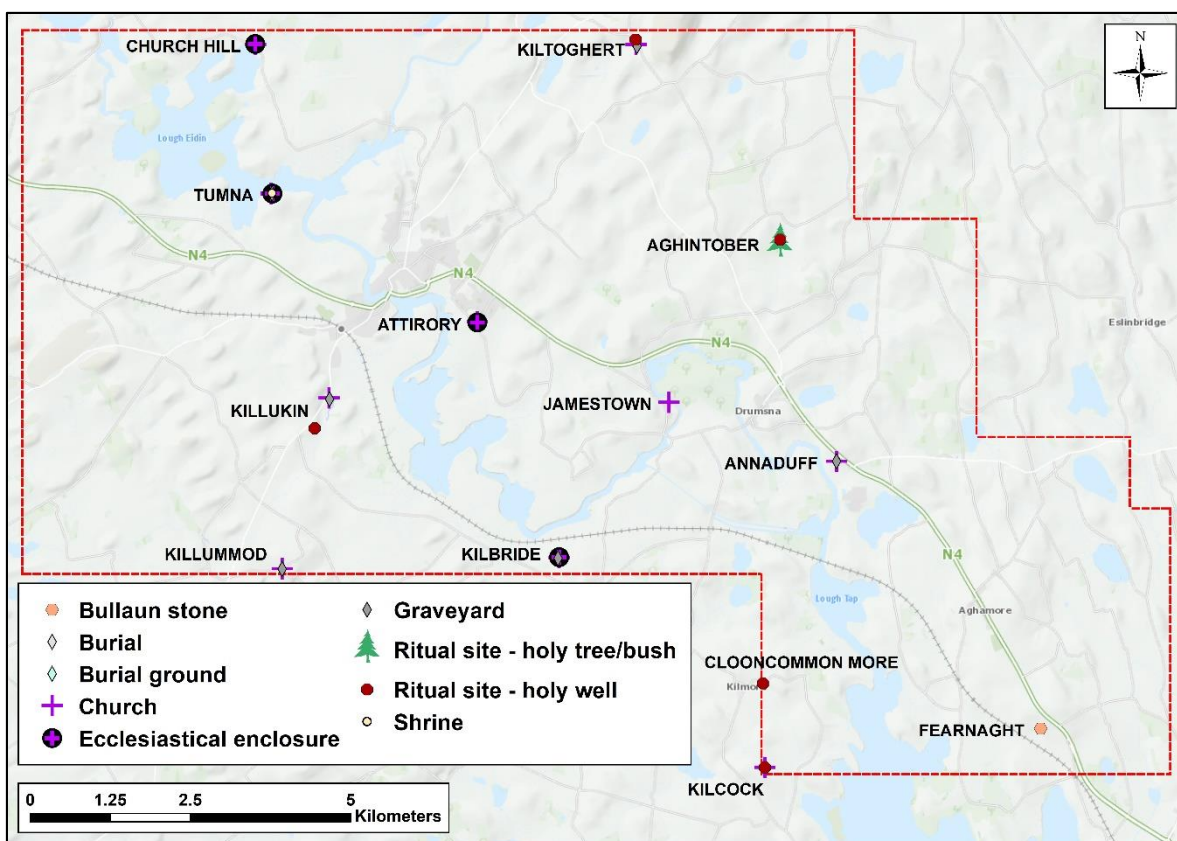 CHURCH HILL
KILTOGHERT
N
Lough Eidin
TUMNA
AGHINTOBER
N4
N4
ATTIRORY
Eslinbridge
N4
KILLUKIN
JAMESTOWN
Drumsna
ANNADUFF
KILLUMMOD
KILBRIDE
N4
Lough Tap
Aghamore
CLOONCOMMON MORE
Kilmor
FEARNAGHT
KILCOCK
Bullaun stone
Burial
Burial ground
Church
Ecclesiastical enclosure
Graveyard
Ritual site - holy tree/bush
Ritual site - holy well
Shrine
0 1.25 2.5 5
Kilometers